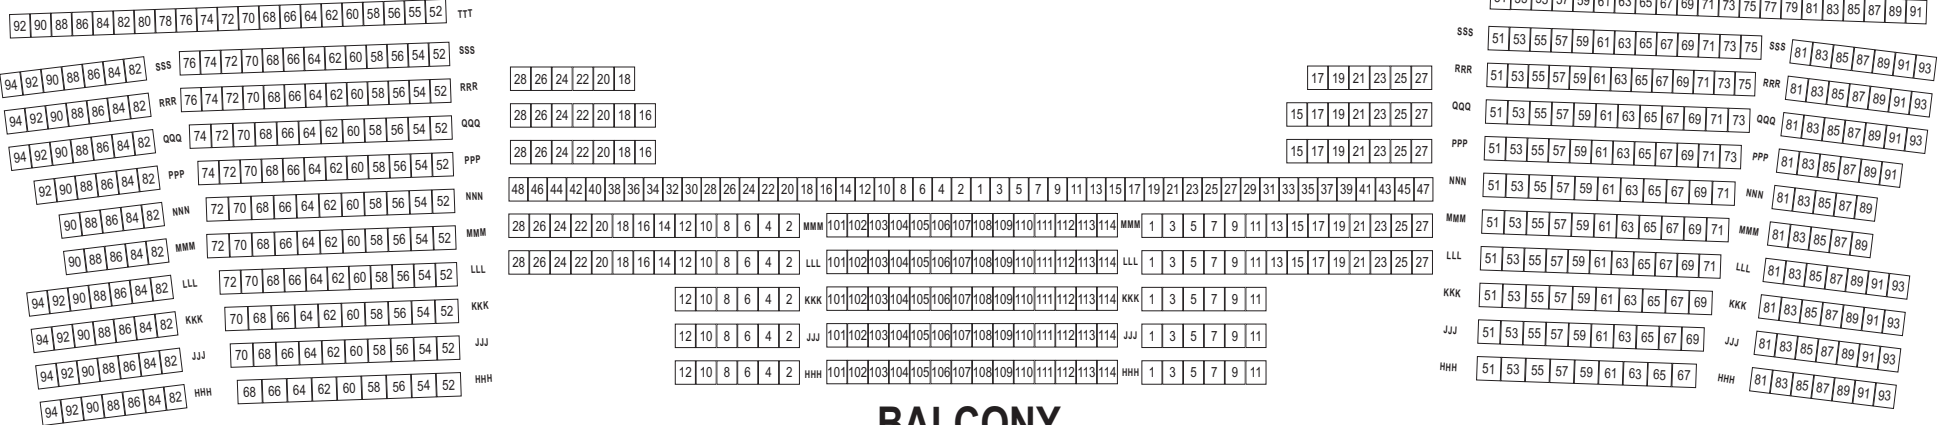 92 90 88 86 84 82 80 78 76 74 72 70 68 66 64 62 60 58 56 55 52 TTT 59 61 63 65 67 69 71 73 75 77 79 81 83 85 87 89 91
94 92 90 88 86 84 82 SSS 76 74 72 70 68 66 64 62 60 58 56 54 52 SSS SSS 51 53 55 57 59 61 63 65 67 69 71 73 75 SSS 81 83 85 87 89 91 93
94 92 90 88 86 84 82 RRR 76 74 72 70 68 66 64 62 60 58 56 54 52 RRR 28 26 24 22 20 18 17 19 21 23 25 27 RRR 51 53 55 57 59 61 63 65 67 69 71 73 75 RRR 81 83 85 87 89 91 93
94 92 90 88 86 84 82 QQQ 74 72 70 68 66 64 62 60 58 56 54 52 QQQ 28 26 24 22 20 18 16 15 17 19 21 23 25 27 QQQ 51 53 55 57 59 61 63 65 67 69 71 73 QQQ 81 83 85 87 89 91 93
92 90 88 86 84 82 PPP 74 72 70 68 66 64 62 60 58 56 54 52 PPP 28 26 24 22 20 18 16 15 17 19 21 23 25 27 PPP 51 53 55 57 59 61 63 65 67 69 71 73 PPP 81 83 85 87 89 91
90 88 86 84 82 NNN 72 70 68 66 64 62 60 58 56 54 52 NNN 48 46 44 42 40 38 36 34 32 30 28 26 24 22 20 18 16 14 12 10 8 6 4 2 1 3 5 7 9 11 13 15 17 19 21 23 25 27 29 31 33 35 37 39 41 43 45 47 NNN 51 53 55 57 59 61 63 65 67 69 71 NNN 81 83 85 87 89
90 88 86 84 82 MMM 72 70 68 66 64 62 60 58 56 54 52 MMM 28 26 24 22 20 18 16 14 12 10 8 6 4 2 MMM 101 102 103 104 105 106 107 108 109 110 111 112 113 114 MMM 1 3 5 7 9 11 13 15 17 19 21 23 25 27 MMM 51 53 55 57 59 61 63 65 67 69 71 MMM 81 83 85 87 89
94 92 90 88 86 84 82 LLL 72 70 68 66 64 62 60 58 56 54 52 LLL 28 26 24 22 20 18 16 14 12 10 8 6 4 2 LLL 101 102 103 104 105 106 107 108 109 110 111 112 113 114 LLL 1 3 5 7 9 11 13 15 17 19 21 23 25 27 LLL 51 53 55 57 59 61 63 65 67 69 71 LLL 81 83 85 87 89 91 93
94 92 90 88 86 84 82 KKK 70 68 66 64 62 60 58 56 54 52 KKK 12 10 8 6 4 2 KKK 101 102 103 104 105 106 107 108 109 110 111 112 113 114 KKK 1 3 5 7 9 11 KKK 51 53 55 57 59 61 63 65 67 69 KKK 81 83 85 87 89 91 93
94 92 90 88 86 84 82 JJJ 70 68 66 64 62 60 58 56 54 52 JJJ 12 10 8 6 4 2 JJJ 101 102 103 104 105 106 107 108 109 110 111 112 113 114 JJJ 1 3 5 7 9 11 JJJ 51 53 55 57 59 61 63 65 67 69 JJJ 81 83 85 87 89 91 93
94 92 90 88 86 84 82 HHH 68 66 64 62 60 58 56 54 52 HHH 12 10 8 6 4 2 HHH 101 102 103 104 105 106 107 108 109 110 111 112 113 114 HHH 1 3 5 7 9 11 HHH 51 53 55 57 59 61 63 65 67 HHH 81 83 85 87 89 91 93
BALCONY